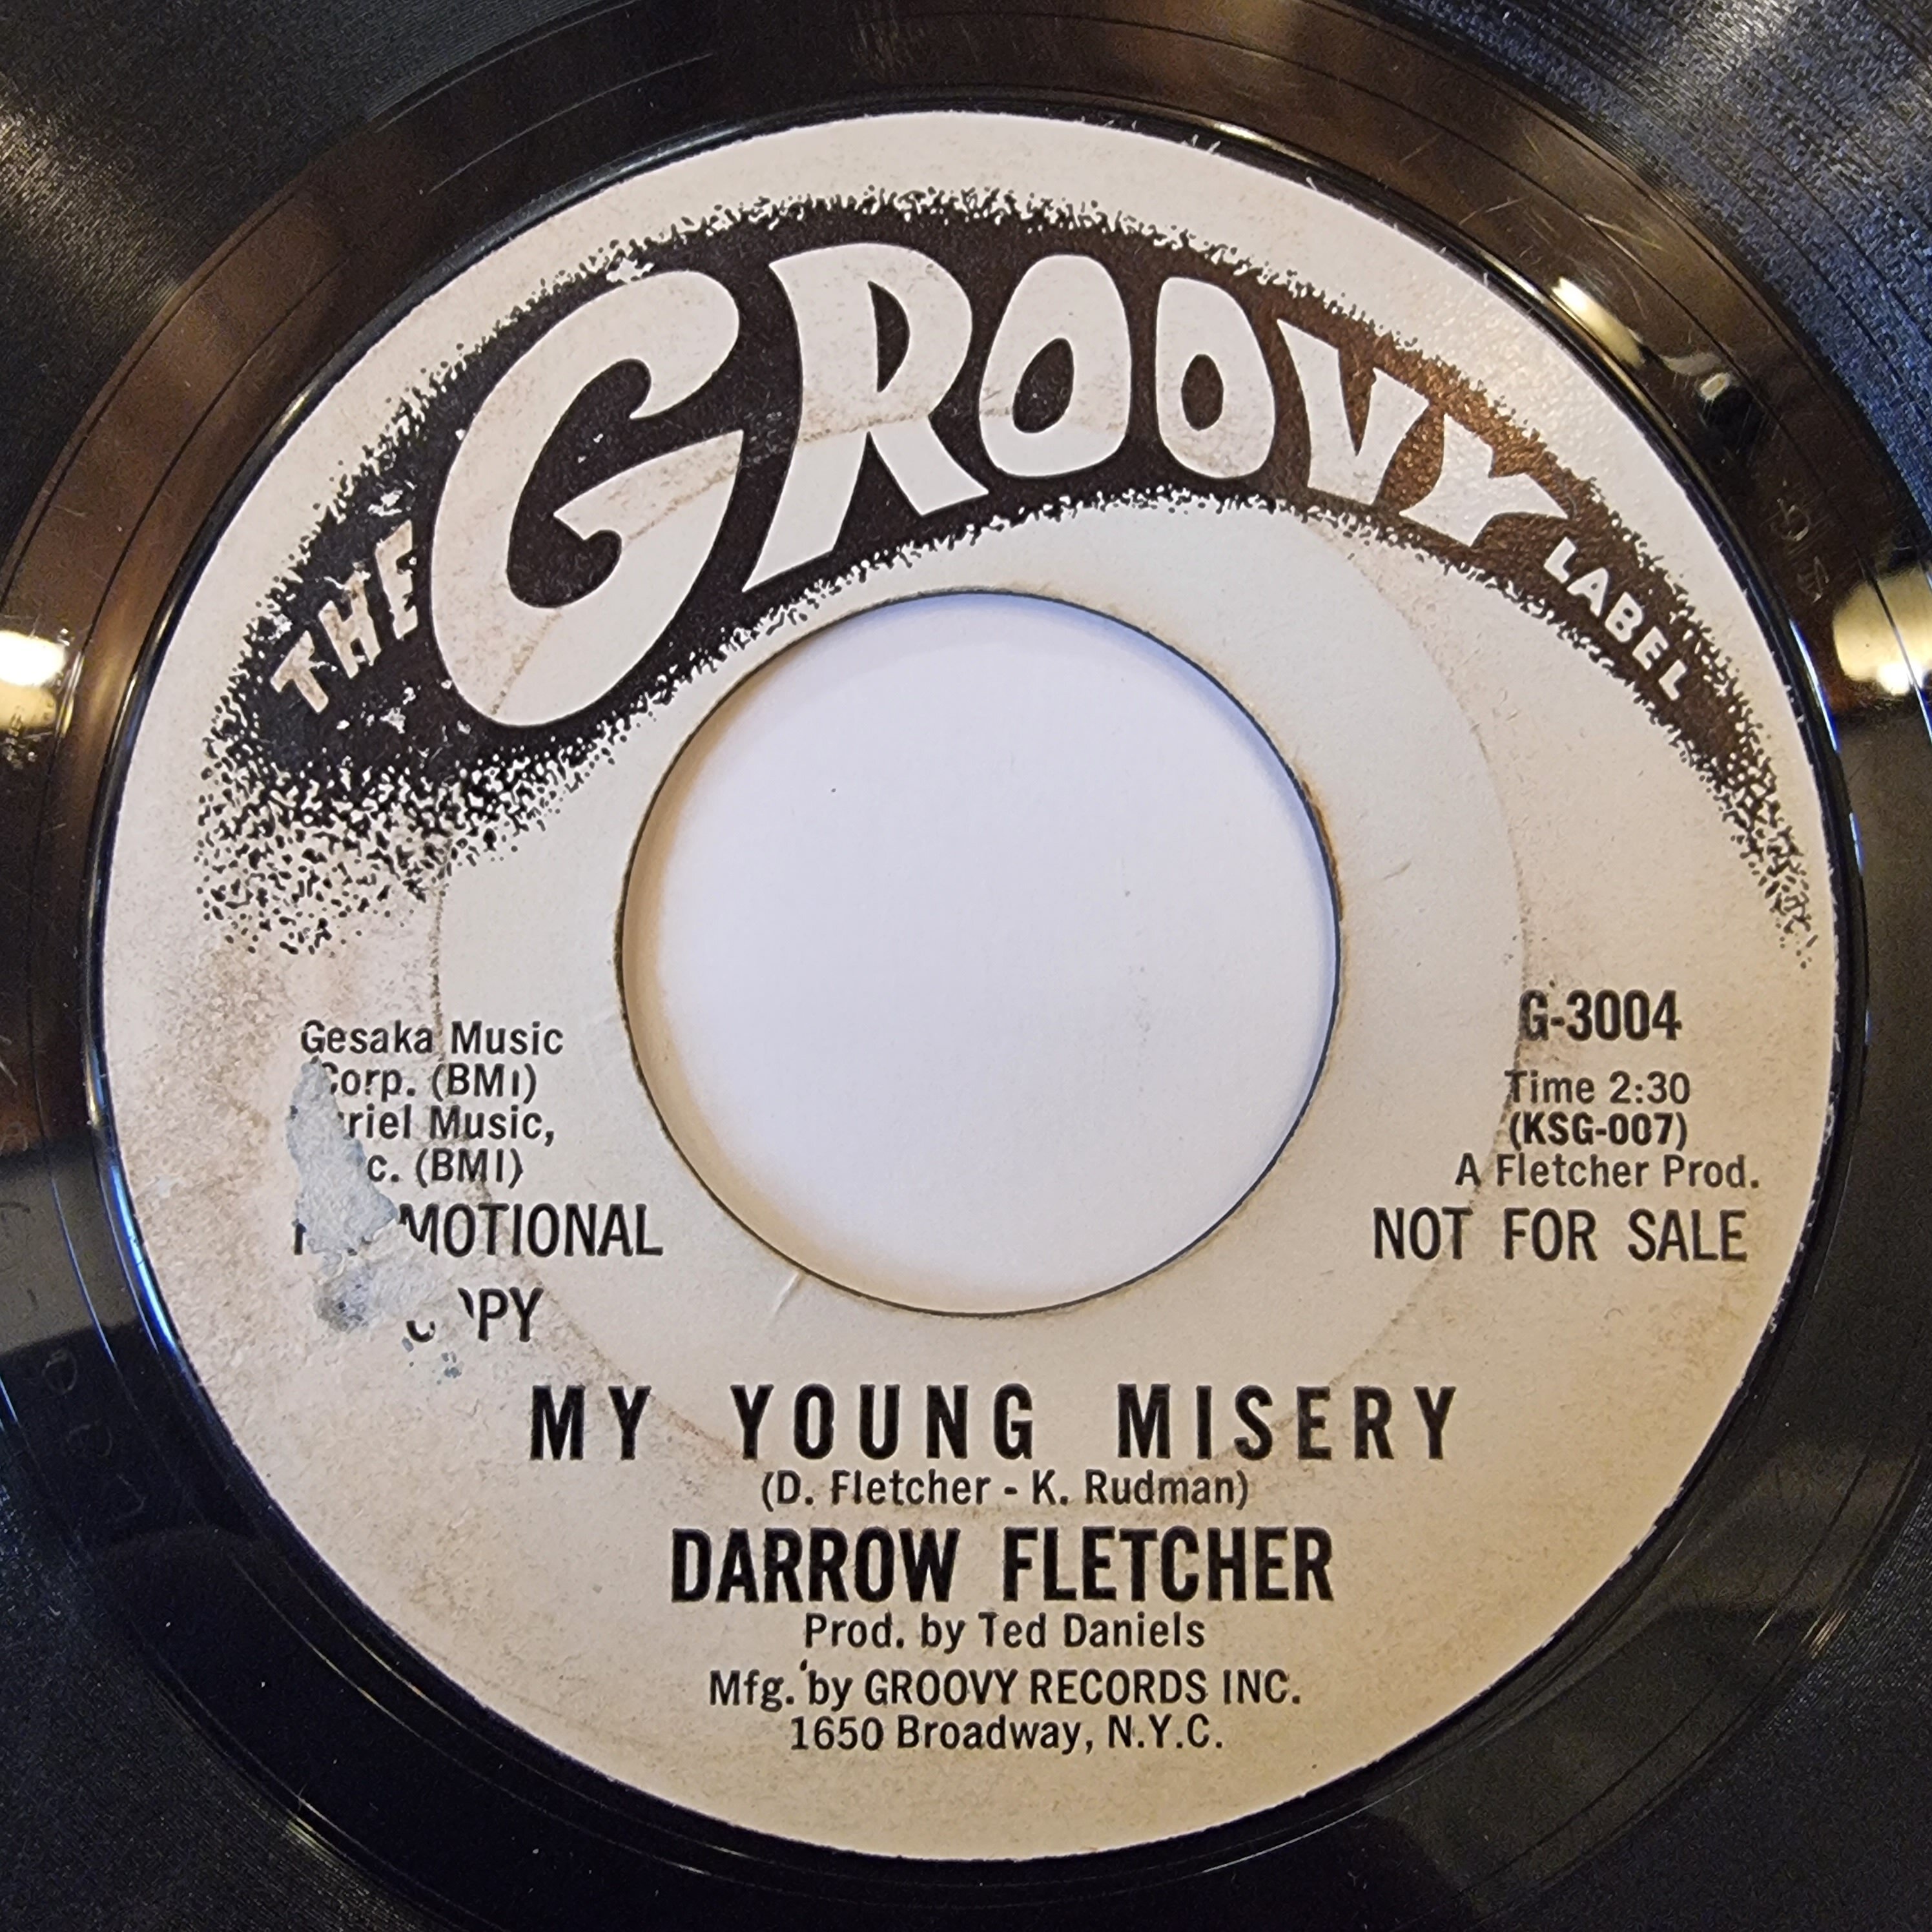 THE GROOVY LABEL
Gesaka Music
Corp. (BMI)
Music,
(BMI)
COPY
G-3004
Time 2:30
(KSG-007)
A Fletcher Prod.
NOT FOR SALE
MY YOUNG MISERY
(D. Fletcher - K. Rudman)
DARROW FLETCHER
Prod. by Ted Daniels
Mfg. by GROOVY RECORDS INC.
1650 Broadway, N.Y.C.